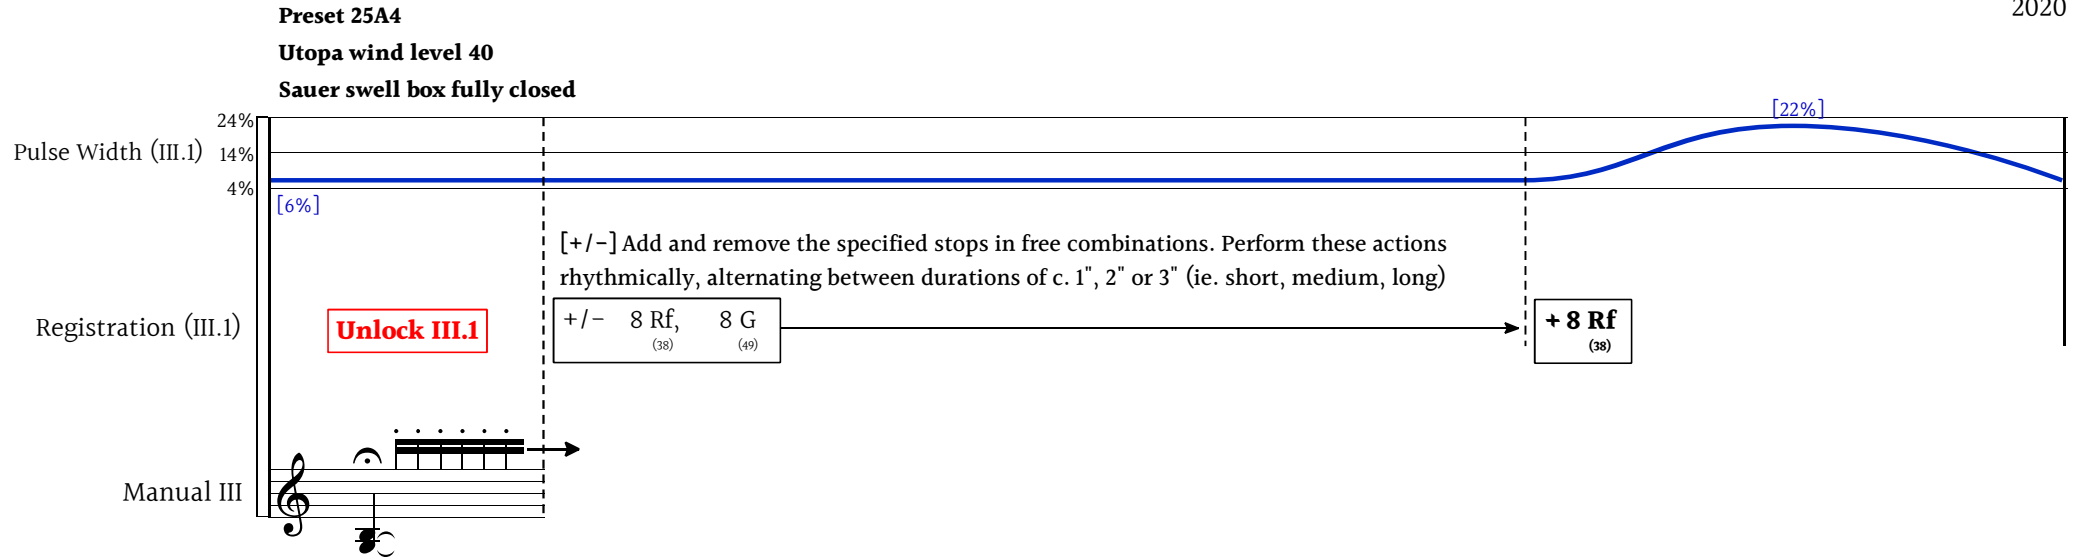 2020
Preset 25A4
Utopa wind level 40
Sauer swell box fully closed
24%
[22%]
Pulse Width (III.1)
14%
4%
[6%]
[+/-] Add and remove the specified stops in free combinations. Perform these actions
rhythmically, alternating between durations of c. 1", 2" or 3" (ie. short, medium, long)
Registration (III.1)
Unlock III.1
+/- 8 Rf, 8 G
(38) (49)
+ 8 Rf
(38)
Manual III